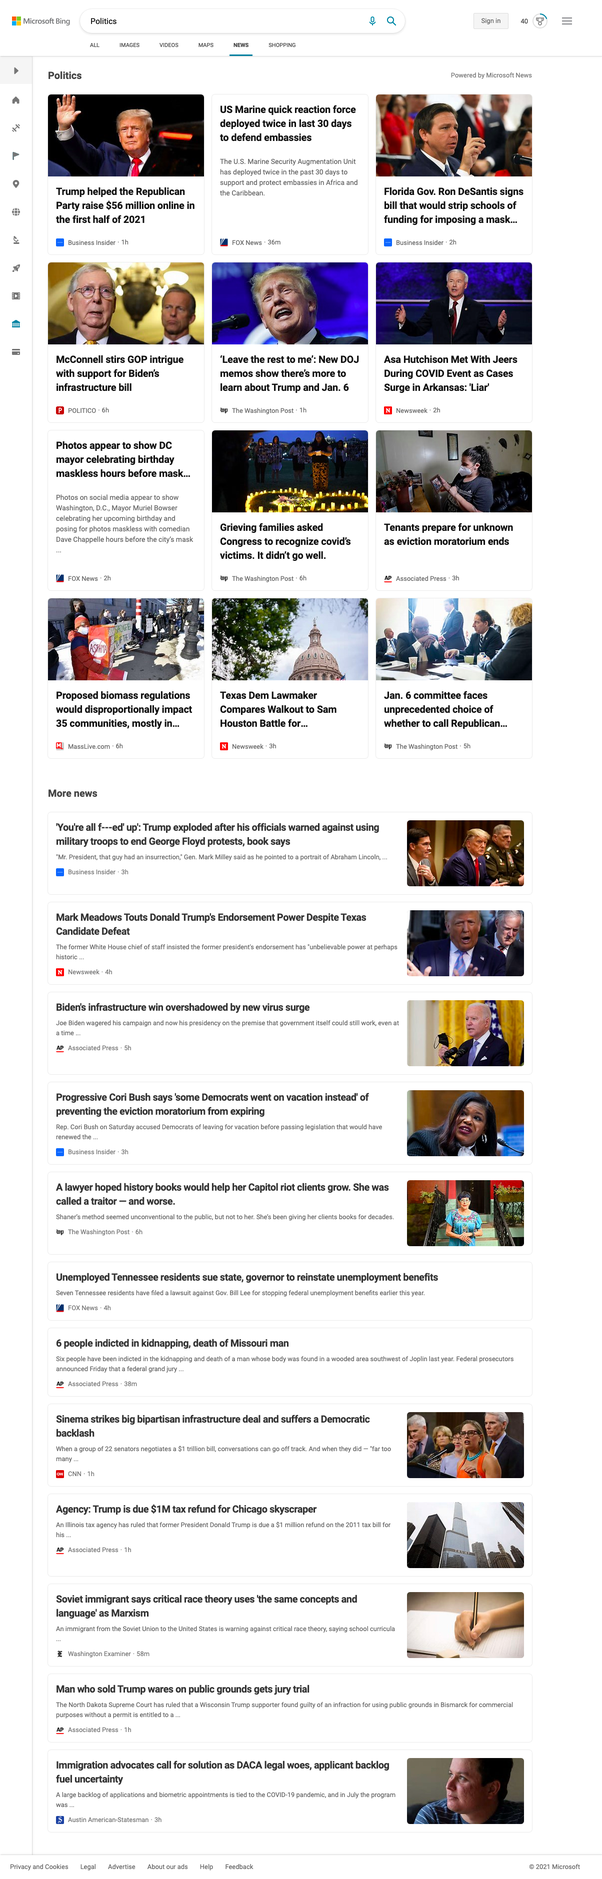 Microsoft Bing
Politics
Sign in
40
ALL
IMAGES
VIDEOS
MAPS
NEWS
SHOPPING
Politics
Powered by Microsoft News
Trump helped the Republican
Party raise $56 million online in
the first half of 2021
Business Insider · 1h
US Marine quick reaction force
deployed twice in last 30 days
to defend embassies
The U.S. Marine Security Augmentation Unit
has deployed twice in the past 30 days to
support and protect embassies in Africa and
the Caribbean.
FOX News · 36m
Florida Gov. Ron DeSantis signs
bill that would strip schools of
funding for imposing a mask...
Business Insider · 2h
McConnell stirs GOP intrigue
with support for Biden's
infrastructure bill
POLITICO · 6h
'Leave the rest to me': New DOJ
memos show there's more to
learn about Trump and Jan. 6
The Washington Post · 1h
Asa Hutchison Met With Jeers
During COVID Event as Cases
Surge in Arkansas: 'Liar'
Newsweek · 2h
Photos appear to show DC
mayor celebrating birthday
maskless hours before mask...
Photos on social media appear to show
Washington, D.C., Mayor Muriel Bowser
celebrating her upcoming birthday and
posing for photos maskless with comedian
Dave Chappelle hours before the city's mask
...
FOX News · 2h
Grieving families asked
Congress to recognize covid's
victims. It didn't go well.
The Washington Post · 6h
Tenants prepare for unknown
as eviction moratorium ends
AP Associated Press · 3h
Proposed biomass regulations
would disproportionally impact
35 communities, mostly in...
MassLive.com · 6h
Texas Dem Lawmaker
Compares Walkout to Sam
Houston Battle for...
Newsweek · 3h
Jan. 6 committee faces
unprecedented choice of
whether to call Republican...
The Washington Post · 5h
More news
'You're all f---ed' up': Trump exploded after his officials warned against using
military troops to end George Floyd protests, book says
"Mr. President, that guy had an insurrection," Gen. Mark Milley said as he pointed to a portrait of Abraham Lincoln, ...
Business Insider · 3h
Mark Meadows Touts Donald Trump's Endorsement Power Despite Texas
Candidate Defeat
The former White House chief of staff insisted the former president's endorsement has "unbelievable power at perhaps
historic ...
Newsweek · 4h
Biden's infrastructure win overshadowed by new virus surge
Joe Biden wagered his campaign and now his presidency on the premise that government itself could still work, even at
a time ...
AP Associated Press · 5h
Progressive Cori Bush says 'some Democrats went on vacation instead' of
preventing the eviction moratorium from expiring
Rep. Cori Bush on Saturday accused Democrats of leaving for vacation before passing legislation that would have
renewed the ...
Business Insider · 3h
A lawyer hoped history books would help her Capitol riot clients grow. She was
called a traitor — and worse.
Shaner's method seemed unconventional to the public, but not to her. She's been giving her clients books for decades.
The Washington Post · 6h
Unemployed Tennessee residents sue state, governor to reinstate unemployment benefits
Seven Tennessee residents have filed a lawsuit against Gov. Bill Lee for stopping federal unemployment benefits earlier this year.
FOX News · 4h
6 people indicted in kidnapping, death of Missouri man
Six people have been indicted in the kidnapping and death of a man whose body was found in a wooded area southwest of Joplin last year. Federal prosecutors
announced Friday that a federal grand jury ...
AP Associated Press · 38m
Sinema strikes big bipartisan infrastructure deal and suffers a Democratic
backlash
When a group of 22 senators negotiates a $1 trillion bill, conversations can go off track. And when they did — "far too
many ...
CNN · 1h
Agency: Trump is due $1M tax refund for Chicago skyscraper
An Illinois tax agency has ruled that former President Donald Trump is due a $1 million refund on the 2011 tax bill for
his ...
AP Associated Press · 1h
Soviet immigrant says critical race theory uses 'the same concepts and
language' as Marxism
An immigrant from the Soviet Union to the United States is warning against critical race theory, saying school curricula
...
Washington Examiner · 58m
Man who sold Trump wares on public grounds gets jury trial
The North Dakota Supreme Court has ruled that a Wisconsin Trump supporter found guilty of an infraction for using public grounds in Bismarck for commercial
purposes without a permit is entitled to a ...
AP Associated Press · 1h
Immigration advocates call for solution as DACA legal woes, applicant backlog
fuel uncertainty
A large backlog of applications and biometric appointments is tied to the COVID-19 pandemic, and in July the program
was ...
Austin American-Statesman · 3h
Privacy and Cookies
Legal
Advertise
About our ads
Help
Feedback
© 2021 Microsoft